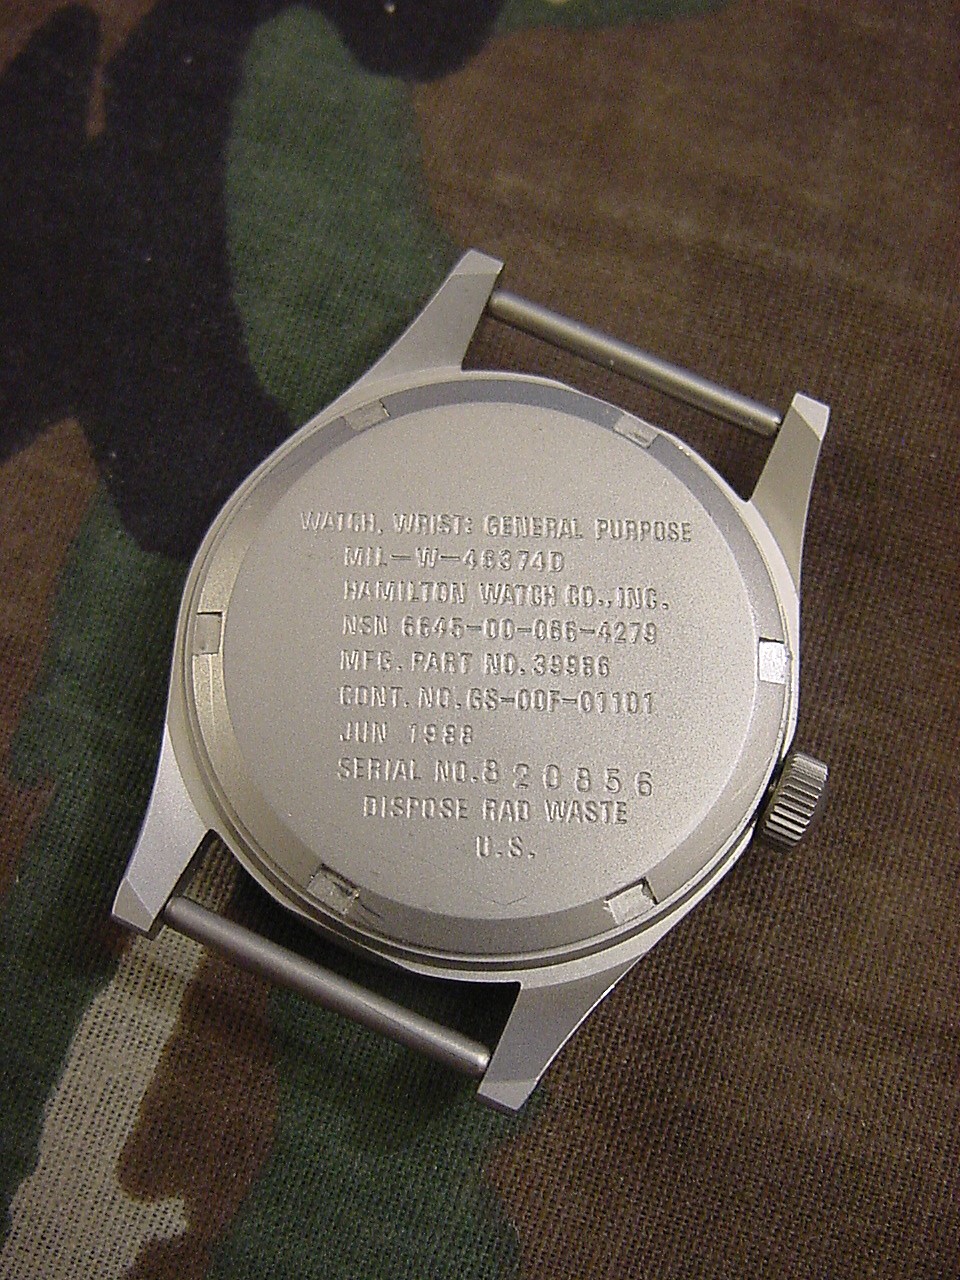 WATCH, WRIST: GENERAL PURPOSE
MIL-W-46374D
HAMILTON WATCH CO., INC.
NSN 6645-00-066-4279
MFG. PART NO. 39986
CONT. NO. GS-00F-01101
JUN 1988
SERIAL NO. 820856
DISPOSE RAD WASTE
U.S.